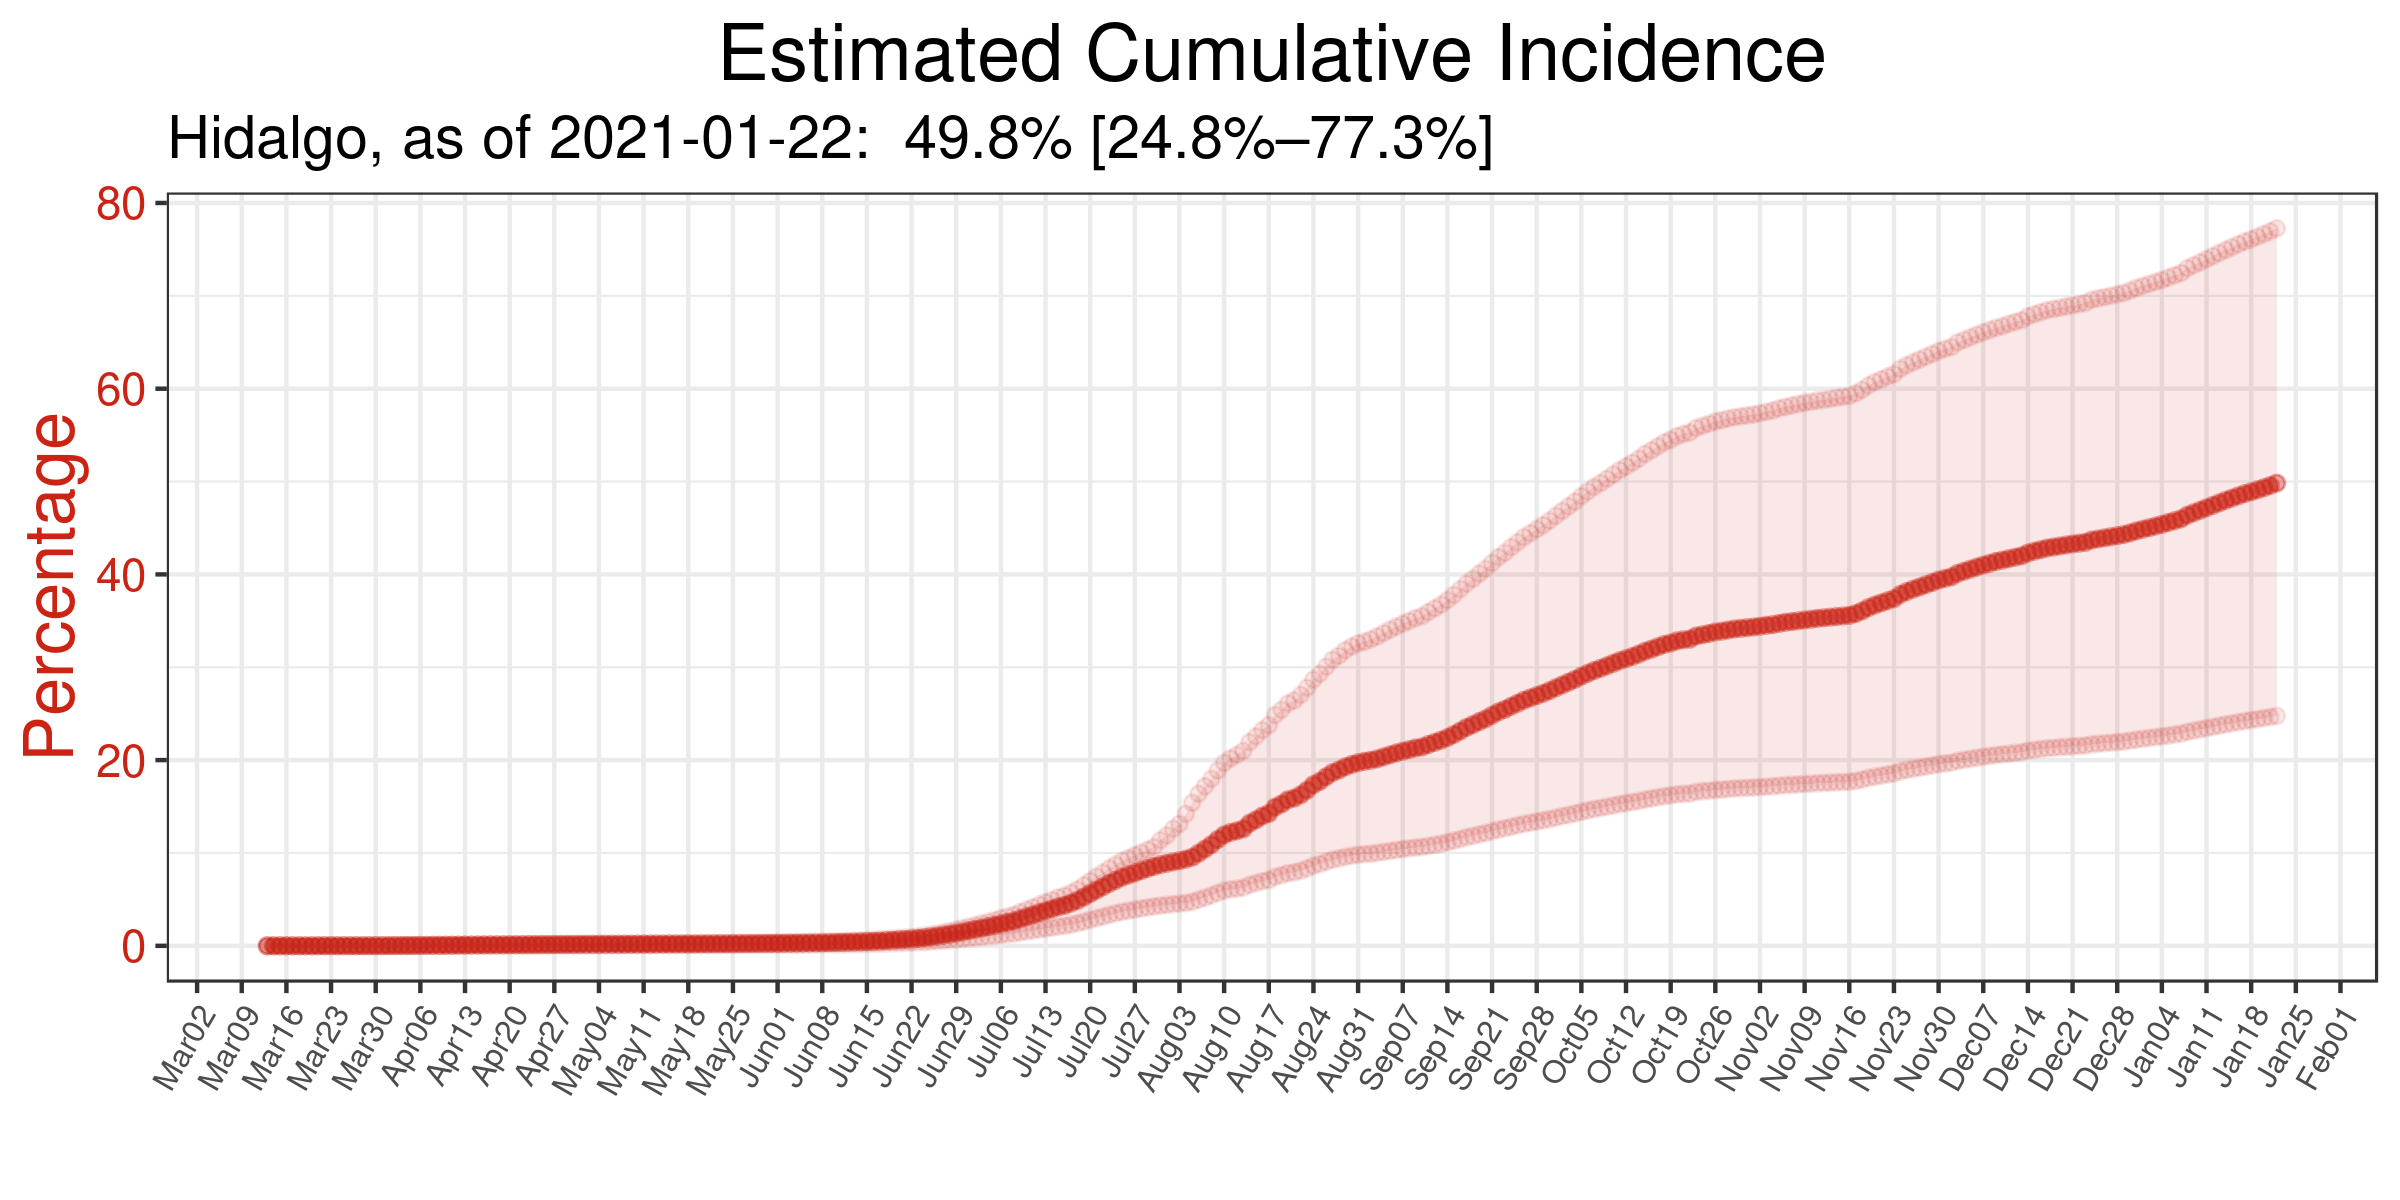 Estimated Cumulative Incidence
Hidalgo, as of 2021-01-22:  49.8% [24.8%–77.3%]
Percentage
80
60
40
20
0
Mar02
Mar09
Mar16
Mar23
Mar30
Apr06
Apr13
Apr20
Apr27
May04
May11
May18
May25
Jun01
Jun08
Jun15
Jun22
Jun29
Jul06
Jul13
Jul20
Jul27
Aug03
Aug10
Aug17
Aug24
Aug31
Sep07
Sep14
Sep21
Sep28
Oct05
Oct12
Oct19
Oct26
Nov02
Nov09
Nov16
Nov23
Nov30
Dec07
Dec14
Dec21
Dec28
Jan04
Jan11
Jan18
Jan25
Feb01